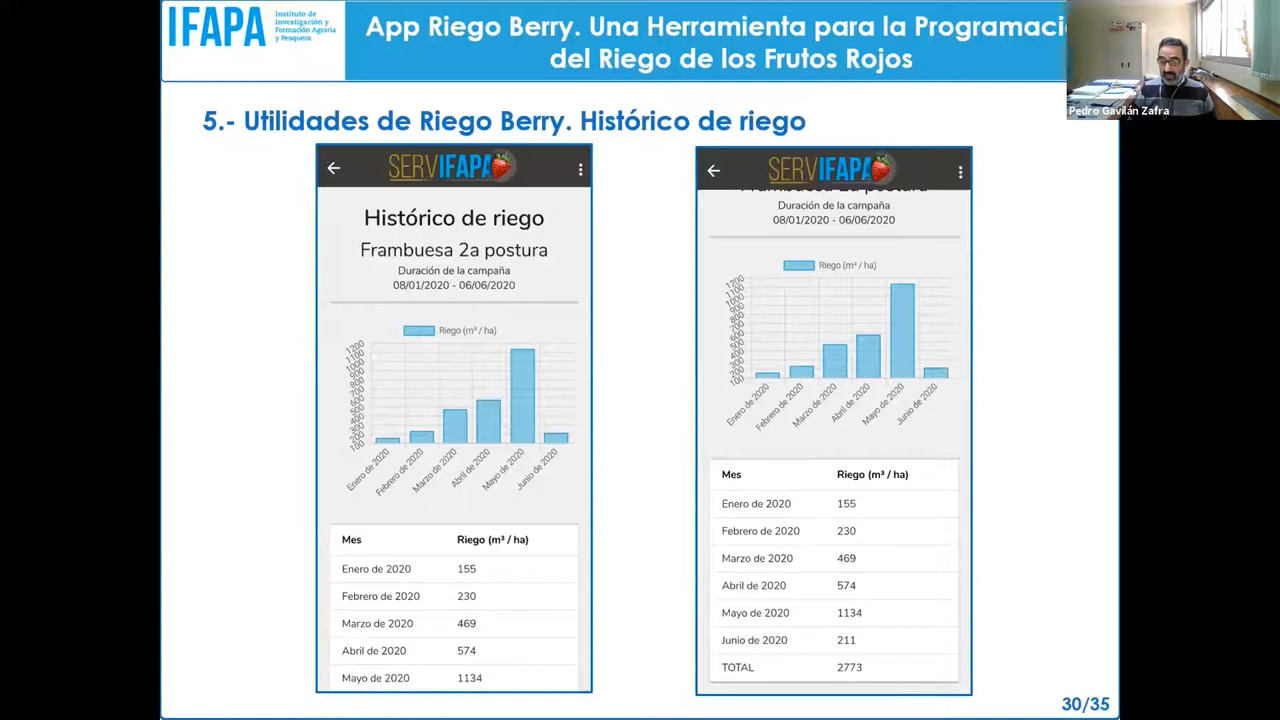 IFAPA
Instituto de
Investigación y
Formación Agraria
y Pesquera
App Riego Berry. Una Herramienta para la Programaci
del Riego de los Frutos Rojos
Pedro Gavilán Zafra
5.- Utilidades de Riego Berry. Histórico de riego
SERVIFAPA
Histórico de riego
Frambuesa 2a postura
Duración de la campaña
08/01/2020 - 06/06/2020
Riego (m³ / ha)
1200
1100
1000
900
800
700
600
500
400
300
200
100
Enero de 2020
Febrero de 2020
Marzo de 2020
Abril de 2020
Mayo de 2020
Junio de 2020
Mes Riego (m³ / ha)
Enero de 2020 155
Febrero de 2020 230
Marzo de 2020 469
Abril de 2020 574
Mayo de 2020 1134
SERVIFAPA
Frambuesa 2a postura
Duración de la campaña
08/01/2020 - 06/06/2020
Riego (m³ / ha)
1200
1100
1000
900
800
700
600
500
400
300
200
100
Enero de 2020
Febrero de 2020
Marzo de 2020
Abril de 2020
Mayo de 2020
Junio de 2020
Mes Riego (m³ / ha)
Enero de 2020 155
Febrero de 2020 230
Marzo de 2020 469
Abril de 2020 574
Mayo de 2020 1134
Junio de 2020 211
TOTAL 2773
30/35